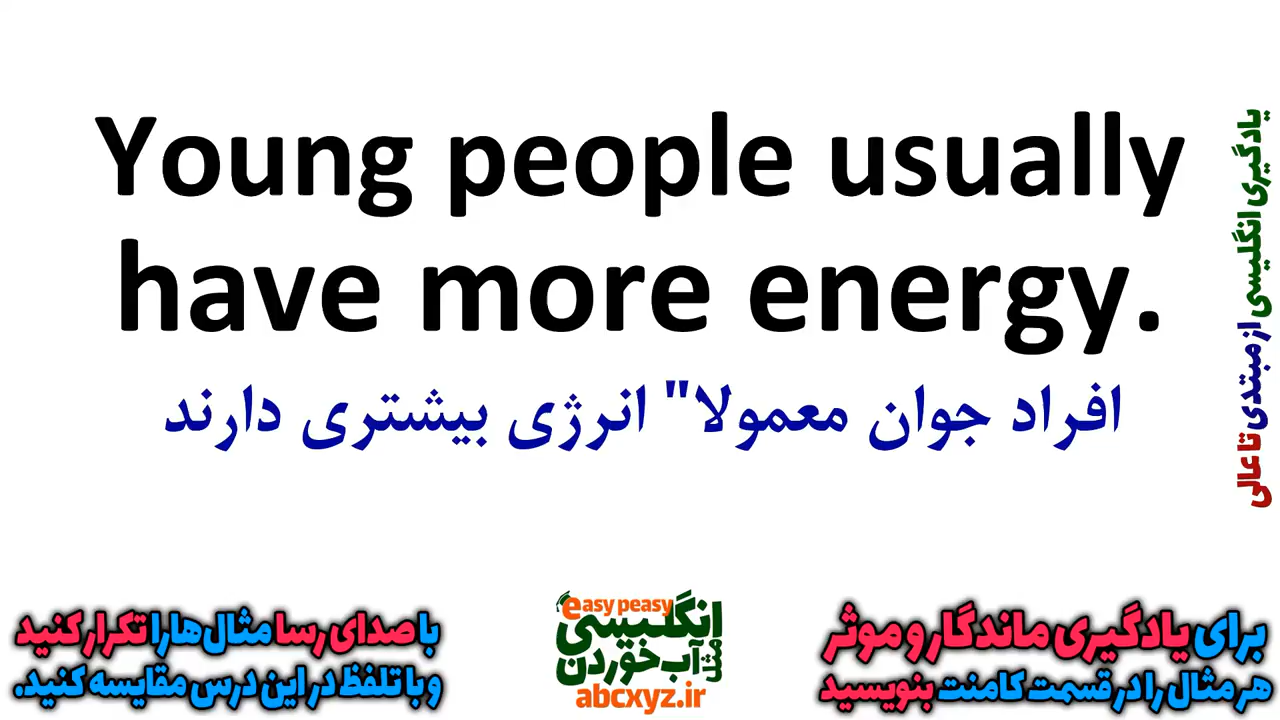 Young people usually
have more energy.
افراد جوان معمولا" انرژی بیشتری دارند
یادگیری انگلیسی از مبتدی تا عالی
برای یادگیری ماندگار و موثر
هر مثال را در قسمت کامنت بنویسید
easy peasy
انگلیسی
مثل آب خوردن
abcxyz.ir
با صدای رسا مثال‌ها را تکرار کنید
و با تلفظ در این درس مقایسه کنید.